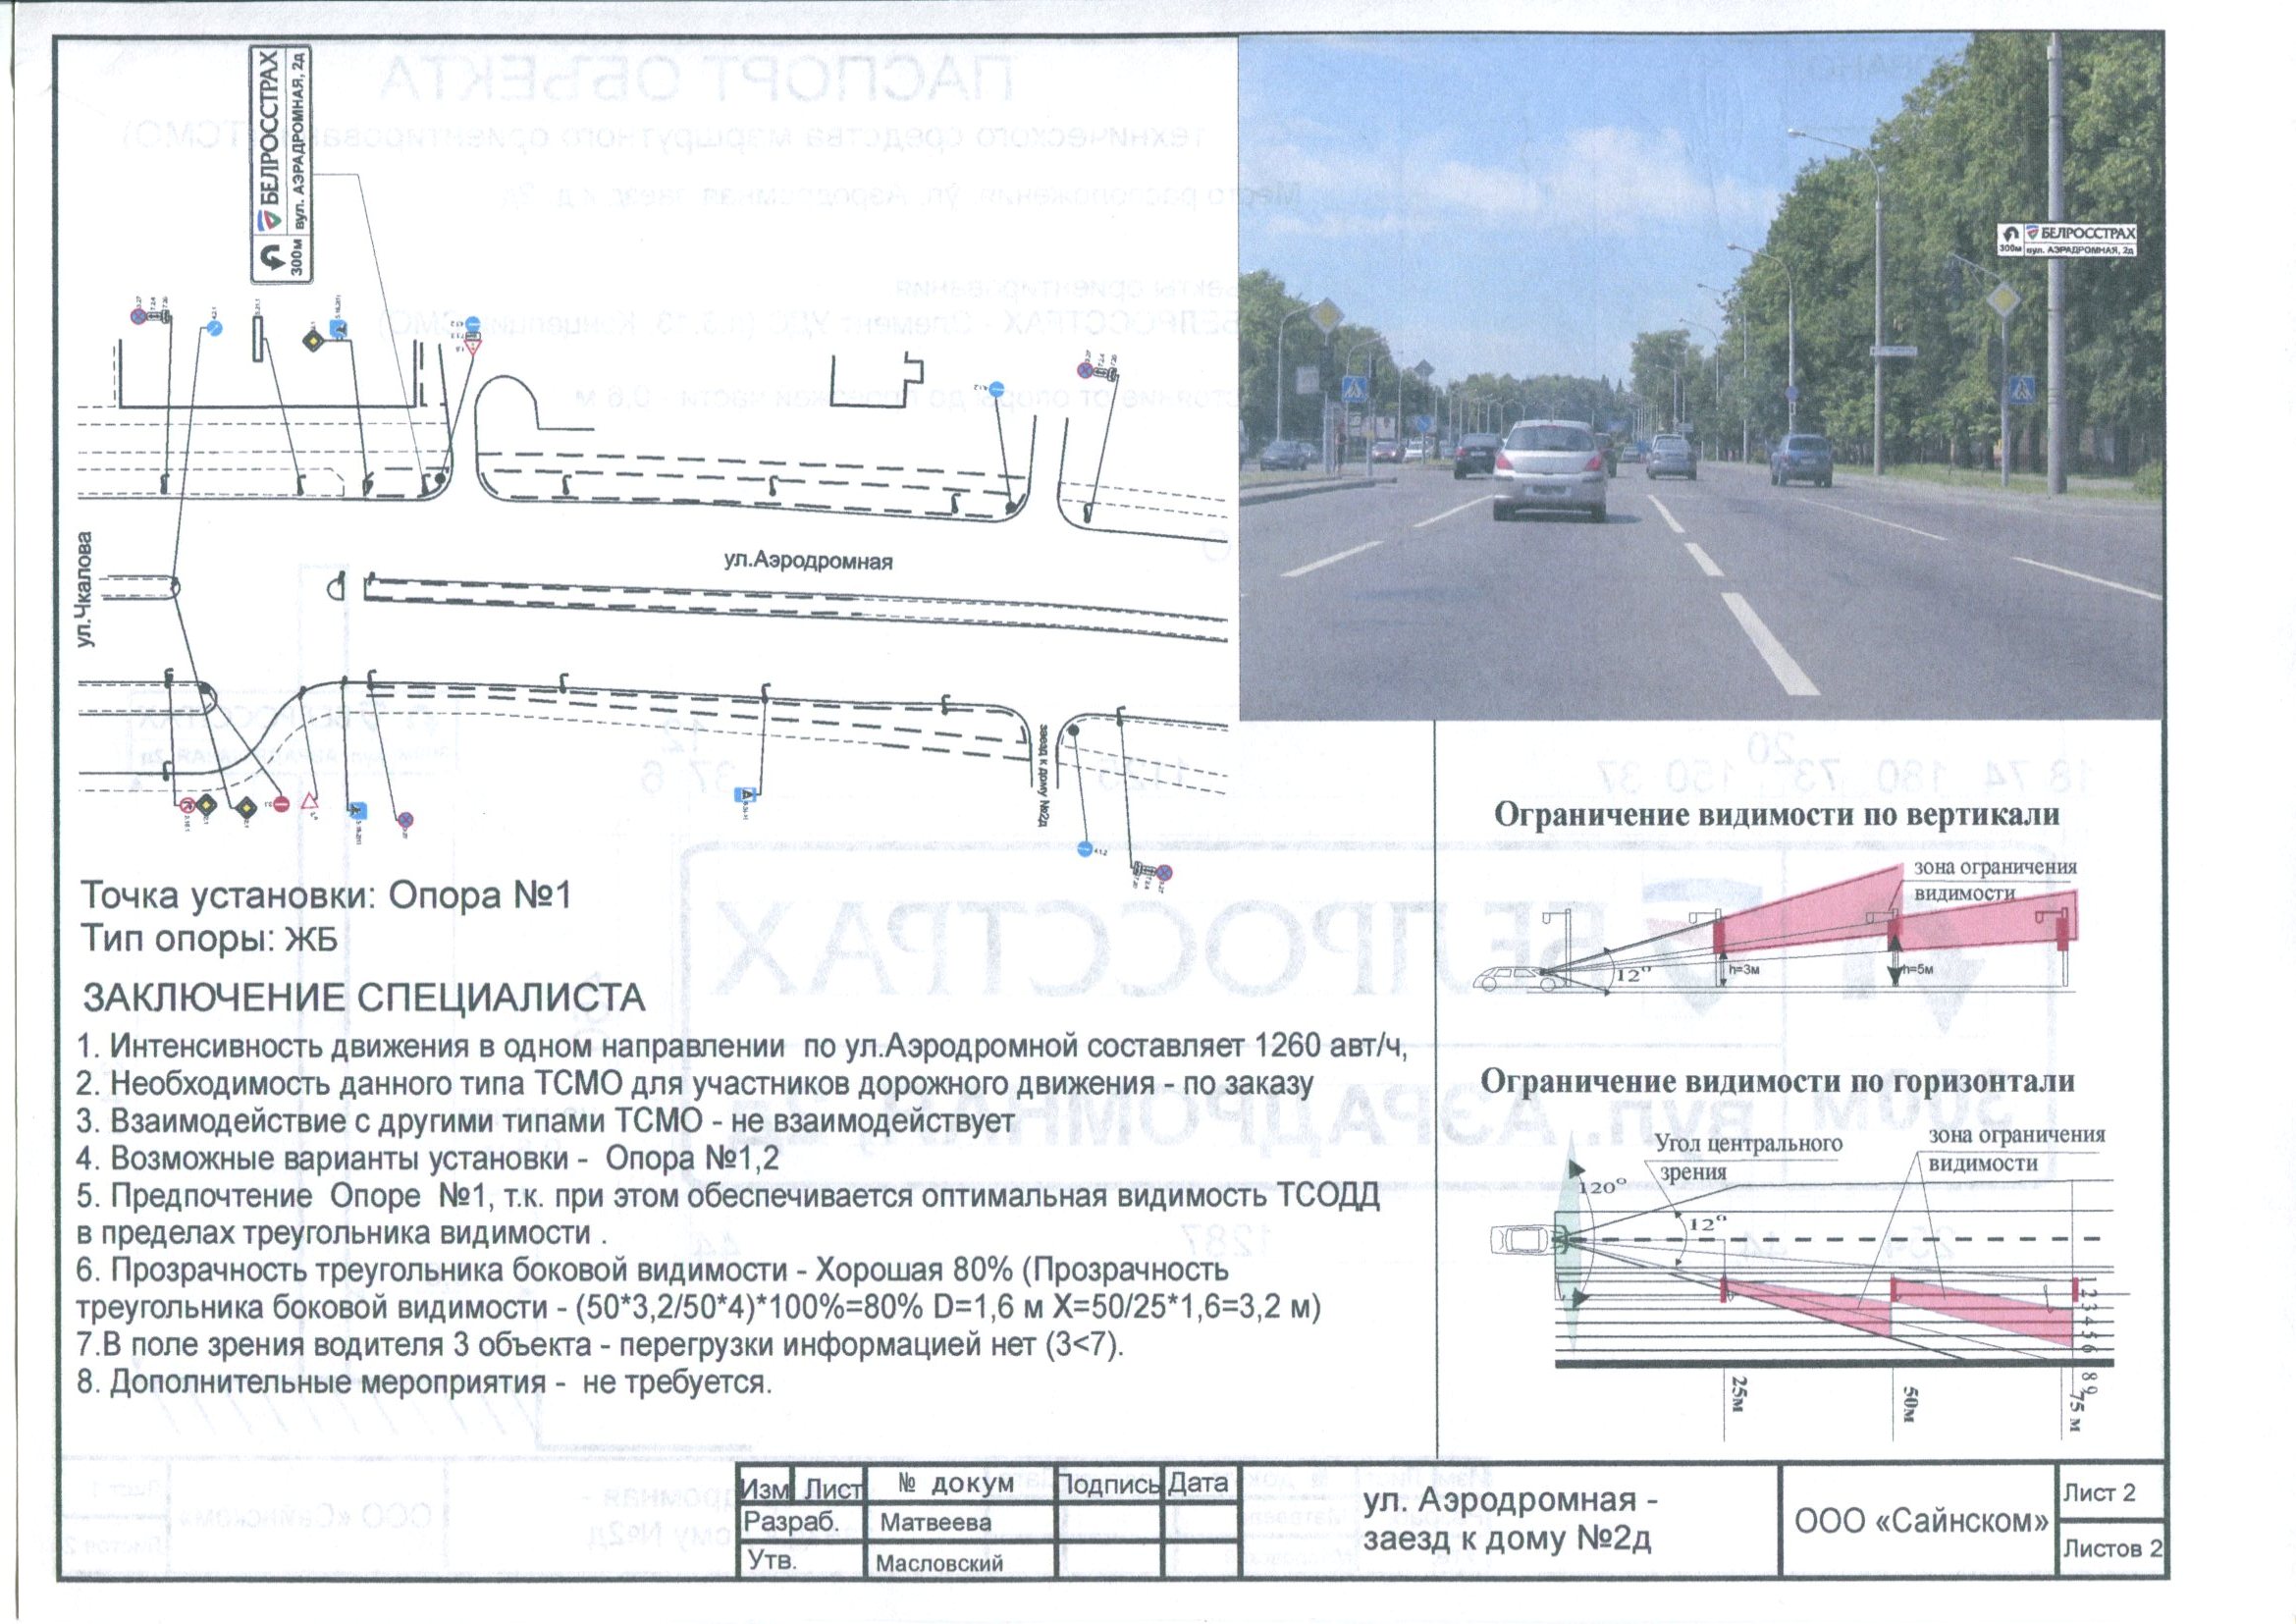 БЕЛРОССТРАХ
300м вул. АЭРАДРОМНАЯ, 2д
БЕЛРОССТРАХ
300м вул. АЭРАДРОМНАЯ, 2д
ул.Чкалова
ул.Аэродромная
заезд к дому №2д
Точка установки: Опора №1
Тип опоры: ЖБ
ЗАКЛЮЧЕНИЕ СПЕЦИАЛИСТА
1. Интенсивность движения в одном направлении по ул.Аэродромной составляет 1260 авт/ч,
2. Необходимость данного типа ТСМО для участников дорожного движения - по заказу
3. Взаимодействие с другими типами ТСМО - не взаимодействует
4. Возможные варианты установки - Опора №1,2
5. Предпочтение Опоре №1, т.к. при этом обеспечивается оптимальная видимость ТСОДД
в пределах треугольника видимости .
6. Прозрачность треугольника боковой видимости - Хорошая 80% (Прозрачность
треугольника боковой видимости - (50*3,2/50*4)*100%=80% D=1,6 м X=50/25*1,6=3,2 м)
7.В поле зрения водителя 3 объекта - перегрузки информацией нет (3<7).
8. Дополнительные мероприятия - не требуется.
Ограничение видимости по вертикали
зона ограничения
видимости
12°
h=3м
h=5м
Ограничение видимости по горизонтали
Угол центрального
зрения
зона ограничения
видимости
120°
12°
1 2 3 4 5 6
8 9
25м
50м
75 м
Изм Лист № докум Подпись Дата
Разраб. Матвеева
Утв. Масловский
ул. Аэродромная -
заезд к дому №2д
ООО «Сайнском»
Лист 2
Листов 2